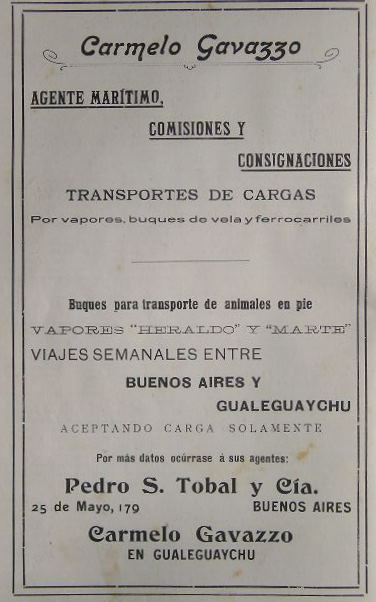 Carmelo Gavazzo
AGENTE MARÍTIMO,
COMISIONES Y
CONSIGNACIONES
TRANSPORTES DE CARGAS
Por vapores, buques de vela y ferrocarriles
Buques para transporte de animales en pie
VAPORES "HERALDO" Y "MARTE"
VIAJES SEMANALES ENTRE
BUENOS AIRES Y
GUALEGUAYCHU
ACEPTANDO CARGA SOLAMENTE
Por más datos ocúrrase á sus agentes:
Pedro S. Tobal y Cía.
25 de Mayo, 179 BUENOS AIRES
Carmelo Gavazzo
EN GUALEGUAYCHU